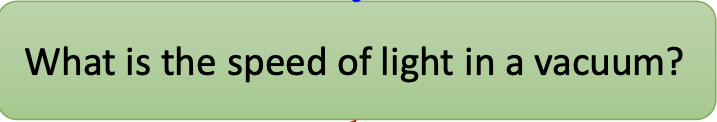 What is the speed of light in a vacuum?